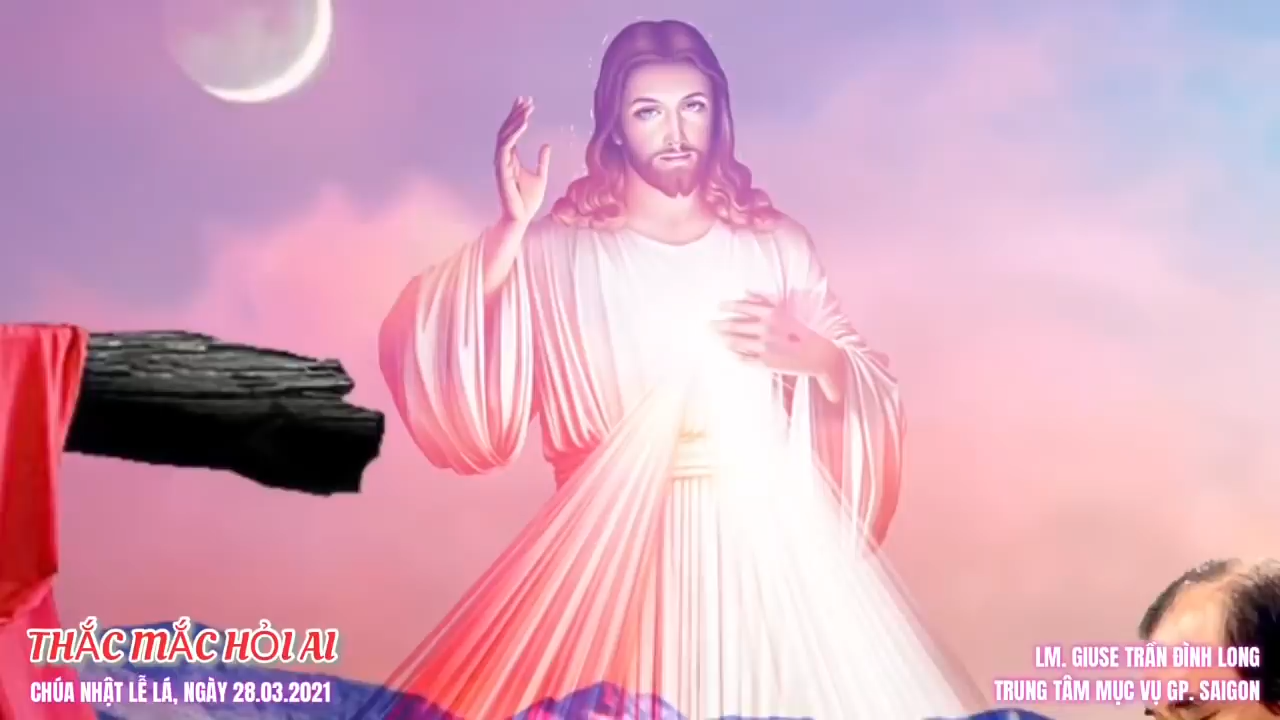 THẮC MẮC HỎI AI
CHÚA NHẬT LỄ LÁ, NGÀY 28.03.2021
LM. GIUSE TRẦN ĐÌNH LONG
TRUNG TÂM MỤC VỤ GP. SAIGON